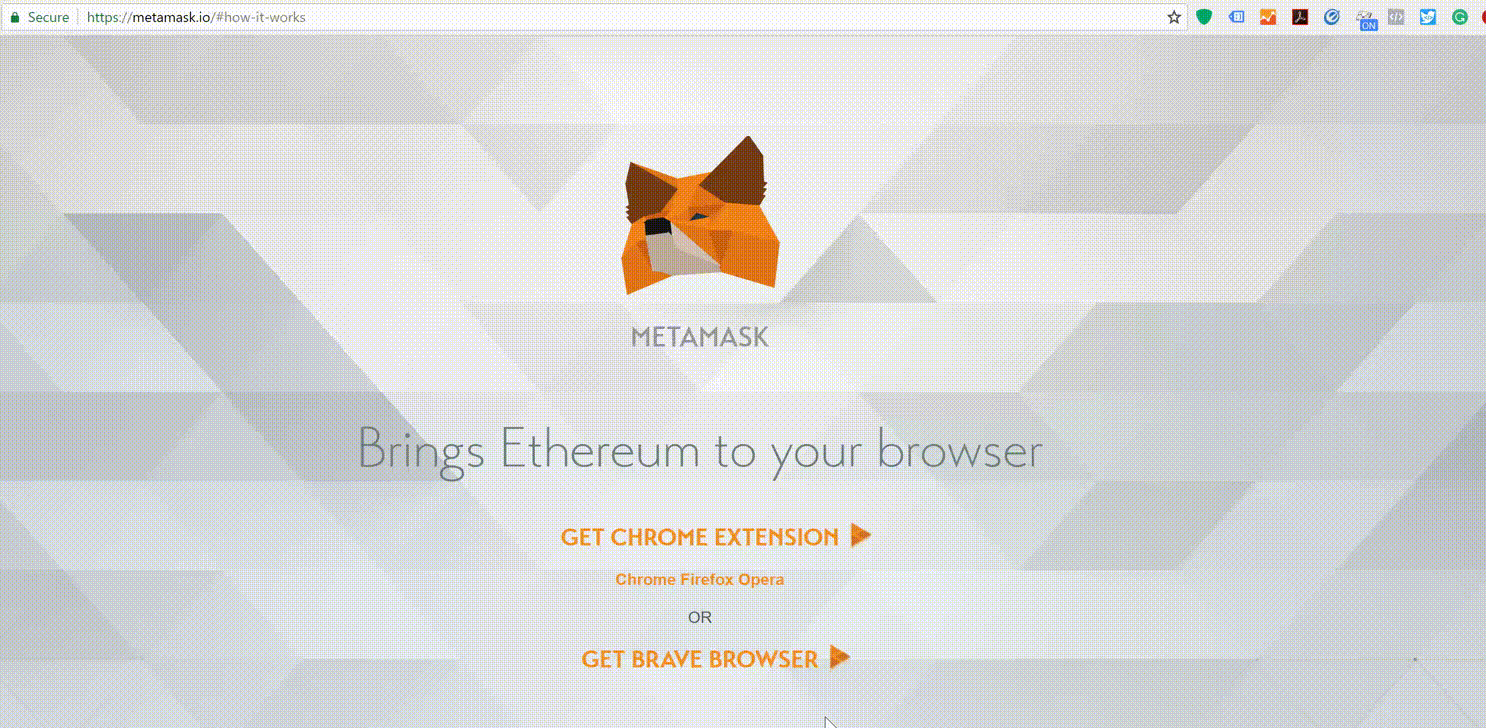 Secure https://metamask.io/#how-it-works
ON
METAMASK
Brings Ethereum to your browser
GET CHROME EXTENSION
Chrome Firefox Opera
OR
GET BRAVE BROWSER